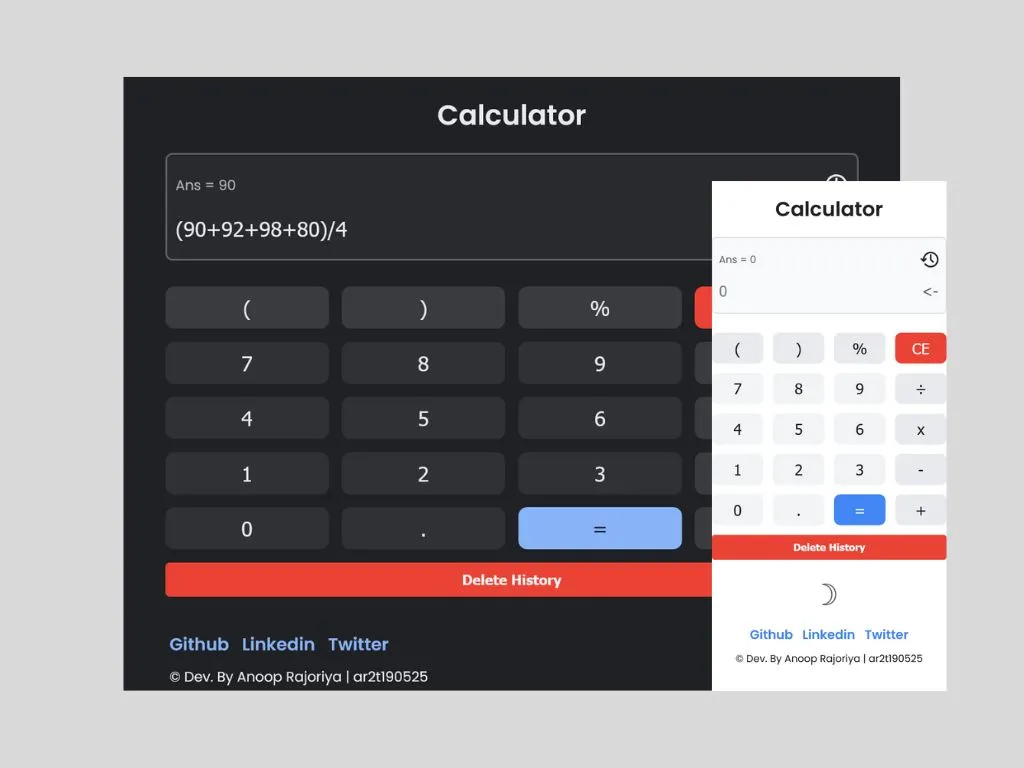 Calculator
Ans = 90
(90+92+98+80)/4
( ) %
7 8 9
4 5 6
1 2 3
0 . =
Delete History
Github Linkedin Twitter
© Dev. By Anoop Rajoriya | ar2t190525
Calculator
Ans = 0
0 <-
( ) % CE
7 8 9 ÷
4 5 6 x
1 2 3 -
0 . = +
Delete History
Github Linkedin Twitter
© Dev. By Anoop Rajoriya | ar2t190525